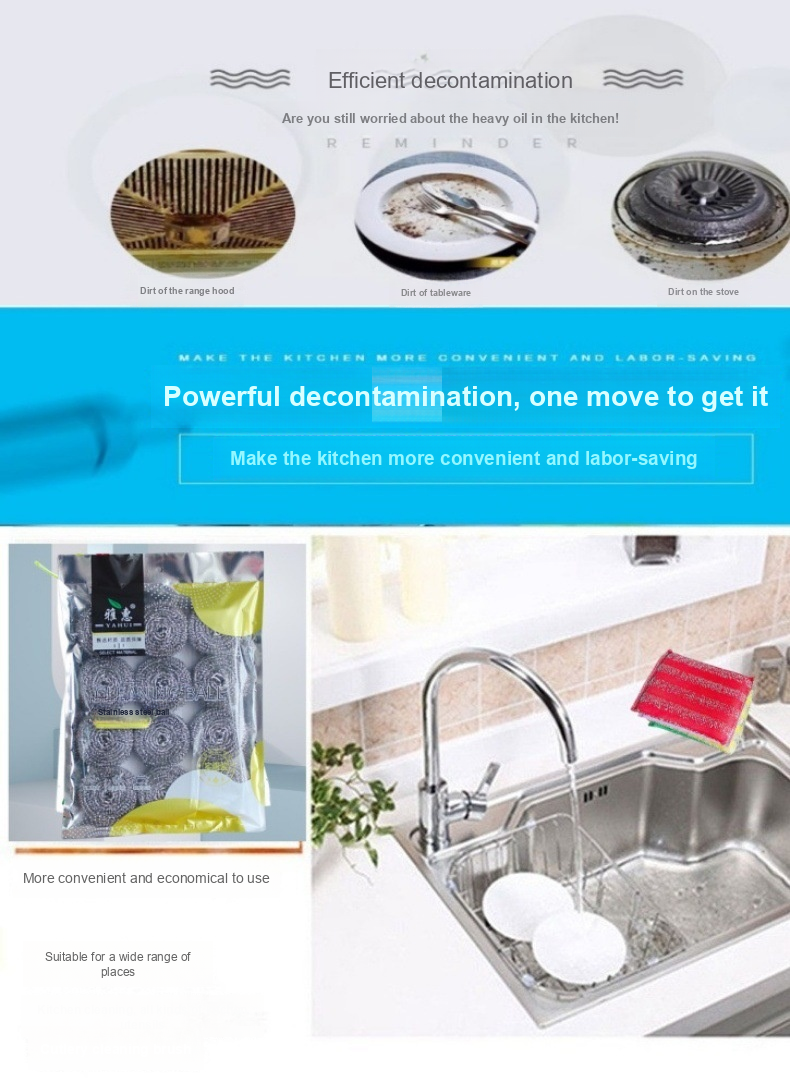 Efficient decontamination
Are you still worried about the heavy oil in the kitchen!
REMINDER
Dirt of the range hood
Dirt of tableware
Dirt on the stove
MAKE THE KITCHEN MORE CONVENIENT AND LABOR-SAVING
Powerful decontamination, one move to get it
Make the kitchen more convenient and labor-saving
雅惠®
YAHUI
SELECT MATERIAL
Stainless steel ball
More convenient and economical to use
Suitable for a wide range of
places